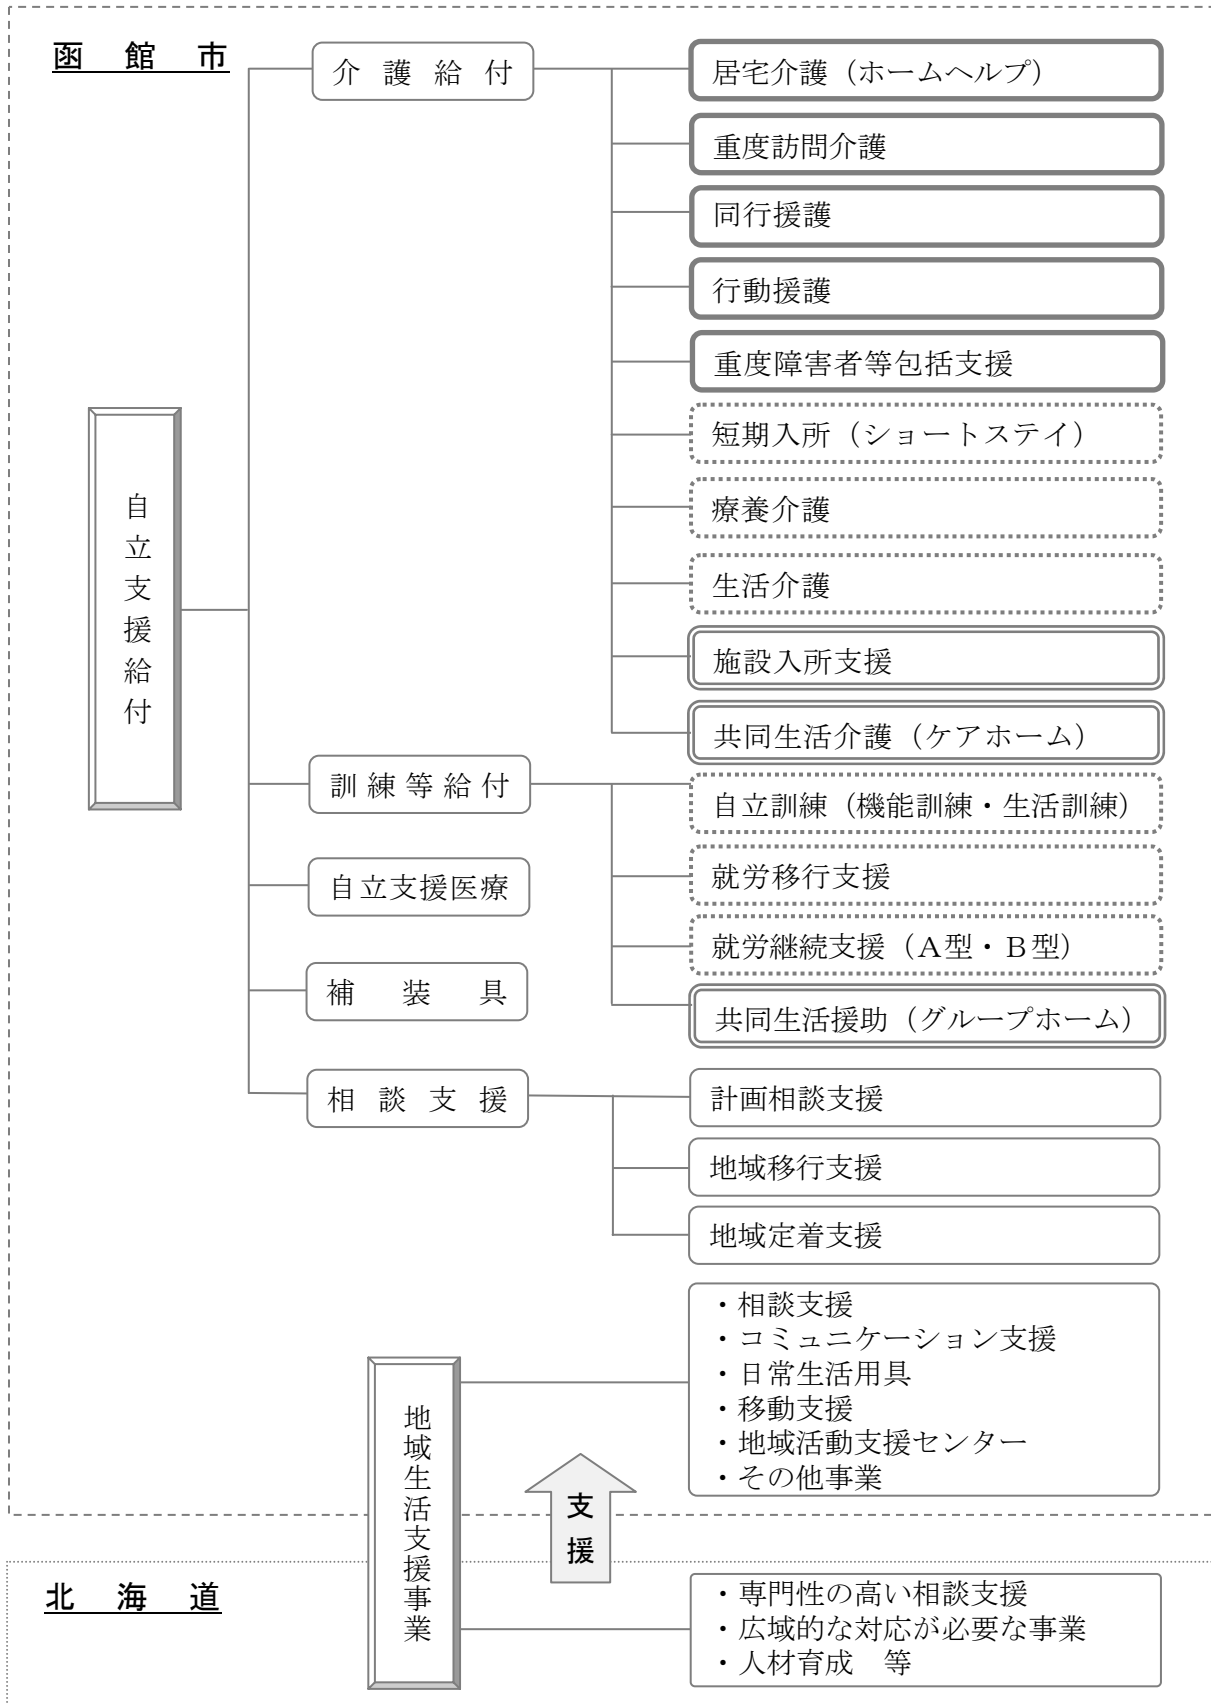 函館市
介護給付
居宅介護（ホームヘルプ）
重度訪問介護
同行援護
行動援護
重度障害者等包括支援
短期入所（ショートステイ）
療養介護
生活介護
施設入所支援
共同生活介護（ケアホーム）
自立支援給付
訓練等給付
自立訓練（機能訓練・生活訓練）
就労移行支援
就労継続支援（Ａ型・Ｂ型）
共同生活援助（グループホーム）
自立支援医療
補装具
相談支援
計画相談支援
地域移行支援
地域定着支援
地域生活支援事業
・相談支援
・コミュニケーション支援
・日常生活用具
・移動支援
・地域活動支援センター
・その他事業
支援
北海道
・専門性の高い相談支援
・広域的な対応が必要な事業
・人材育成　等